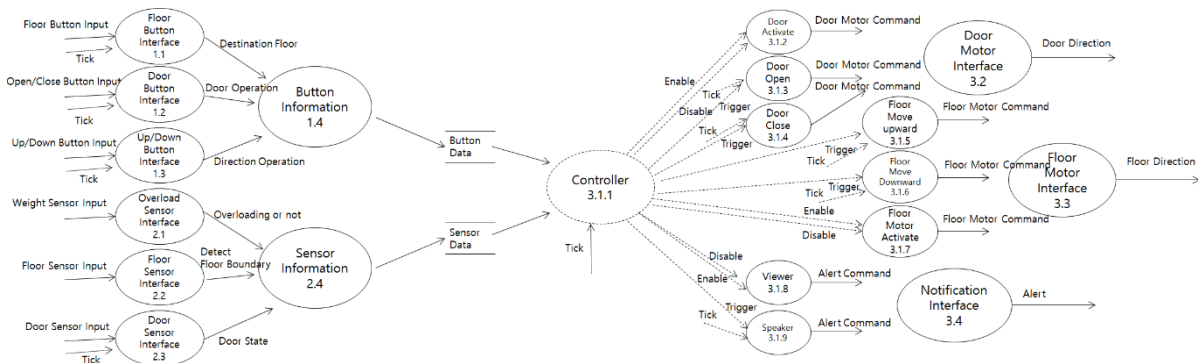 Floor Button Input
Tick
Floor
Button
Interface
1.1
Destination Floor
Open/Close Button Input
Tick
Door
Button
Interface
1.2
Door Operation
Up/Down Button Input
Tick
Up/Down
Button
Interface
1.3
Direction Operation
Button
Information
1.4
Weight Sensor Input
Overload
Sensor
Interface
2.1
Overloading or not
Floor Sensor Input
Floor
Sensor
Interface
2.2
Detect
Floor Boundary
Door Sensor Input
Tick
Door
Sensor
Interface
2.3
Door State
Sensor
Information
2.4
Button
Data
Sensor
Data
Controller
3.1.1
Tick
Enable
Disable
Door
Activate
3.1.2
Door Motor Command
Tick
Trigger
Door
Open
3.1.3
Door Motor Command
Tick
Trigger
Door
Close
3.1.4
Door Motor Command
Door
Motor
Interface
3.2
Door Direction
Trigger
Tick
Floor
Move
upward
3.1.5
Floor Motor Command
Trigger
Tick
Floor
Move
Downward
3.1.6
Floor Motor Command
Enable
Disable
Floor
Motor
Activate
3.1.7
Floor Motor Command
Floor
Motor
Interface
3.3
Floor Direction
Disable
Enable
Viewer
3.1.8
Alert Command
Trigger
Tick
Speaker
3.1.9
Alert Command
Notification
Interface
3.4
Alert